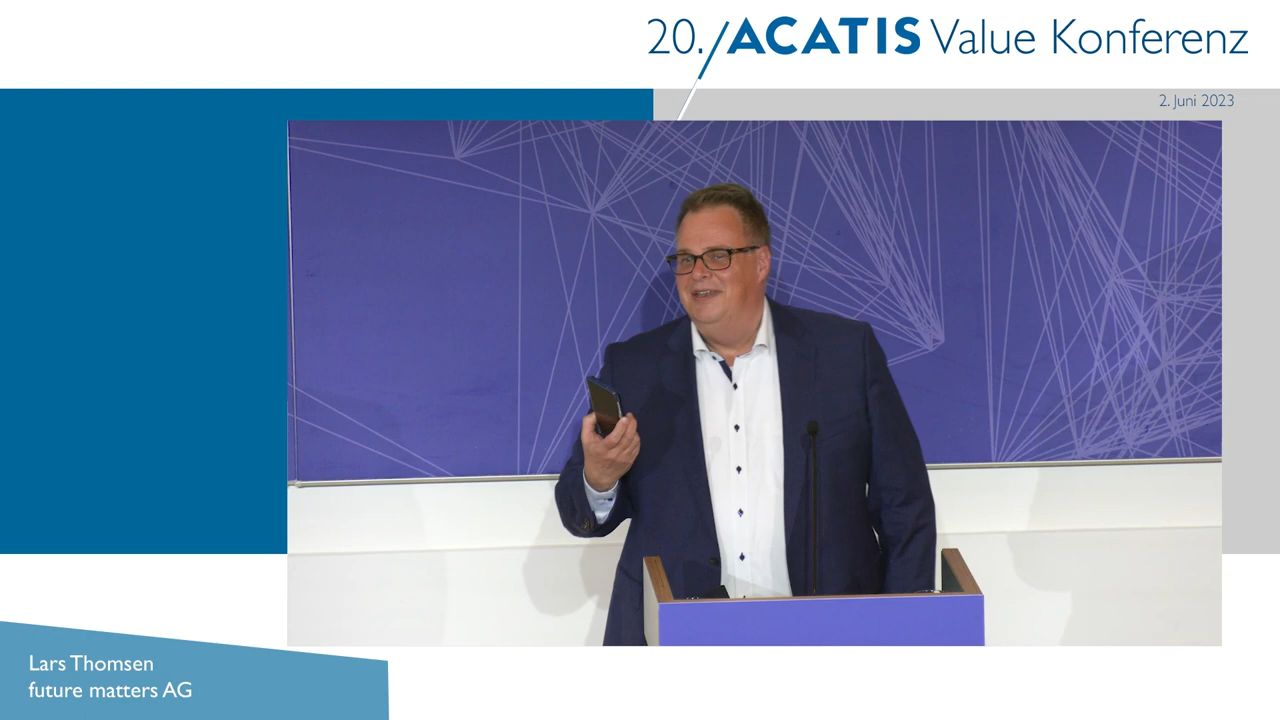 20. ACATIS Value Konferenz
2. Juni 2023
Lars Thomsen
future matters AG